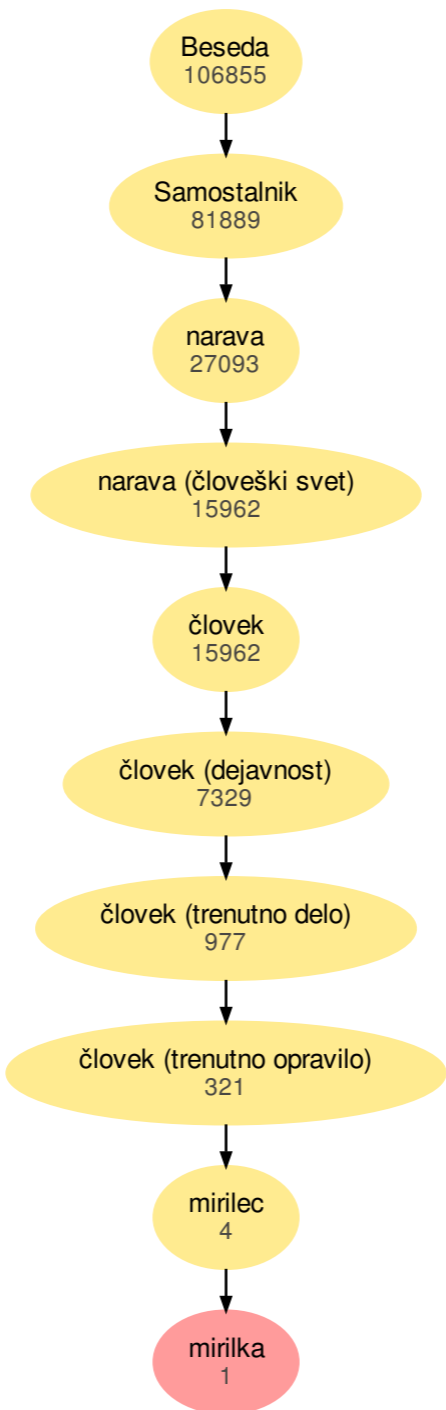 Beseda
106855
Samostalnik
81889
narava
27093
narava (človeški svet)
15962
človek
15962
človek (dejavnost)
7329
človek (trenutno delo)
977
človek (trenutno opravilo)
321
mirilec
4
mirilka
1